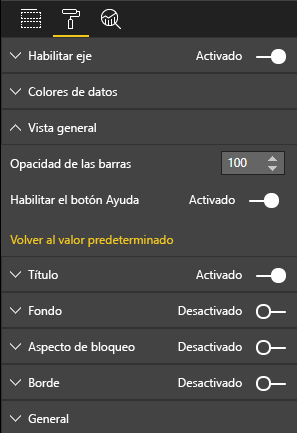 Habilitar eje Activado
Colores de datos
Vista general
Opacidad de las barras 100
Habilitar el botón Ayuda Activado
Volver al valor predeterminado
Título Activado
Fondo Desactivado
Aspecto de bloqueo Desactivado
Borde Desactivado
General